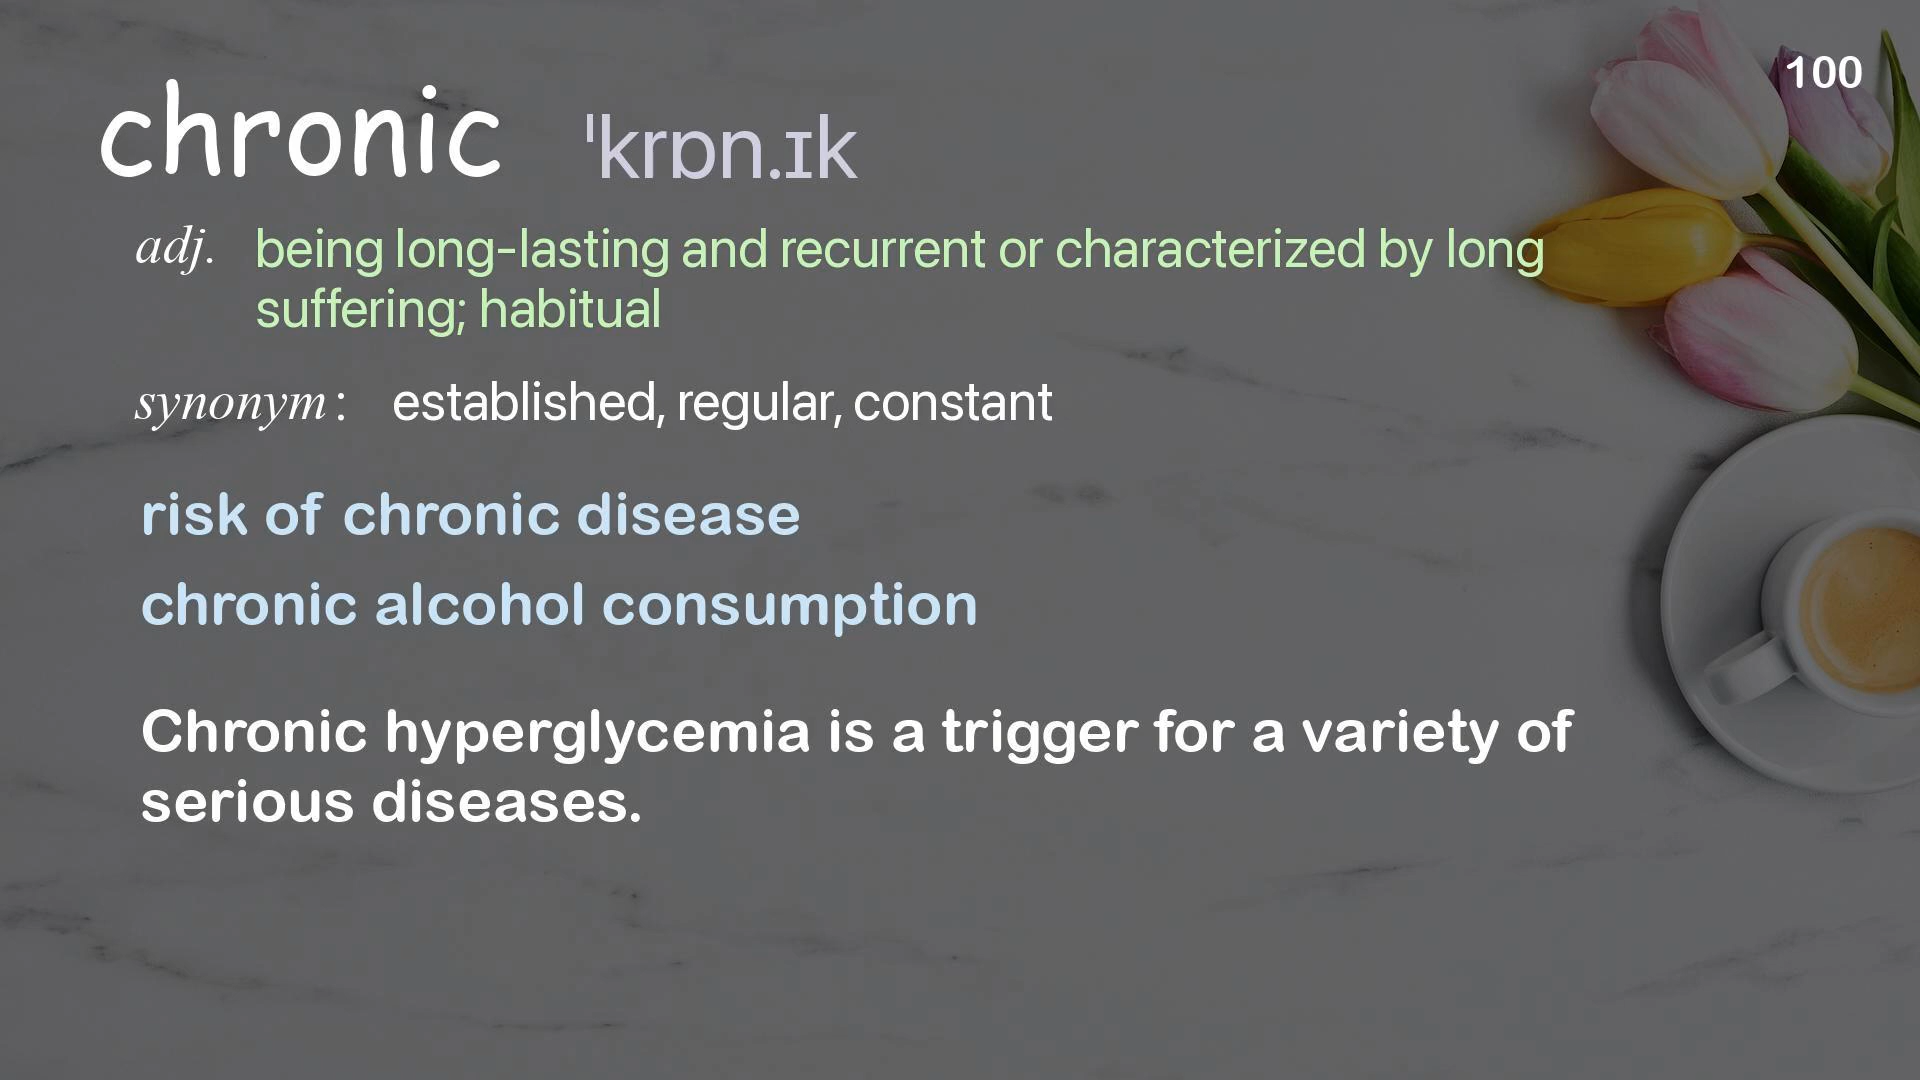 100
chronic ˈkrɒn.ɪk
adj. being long-lasting and recurrent or characterized by long
suffering; habitual
synonym : established, regular, constant
risk of chronic disease
chronic alcohol consumption
Chronic hyperglycemia is a trigger for a variety of
serious diseases.